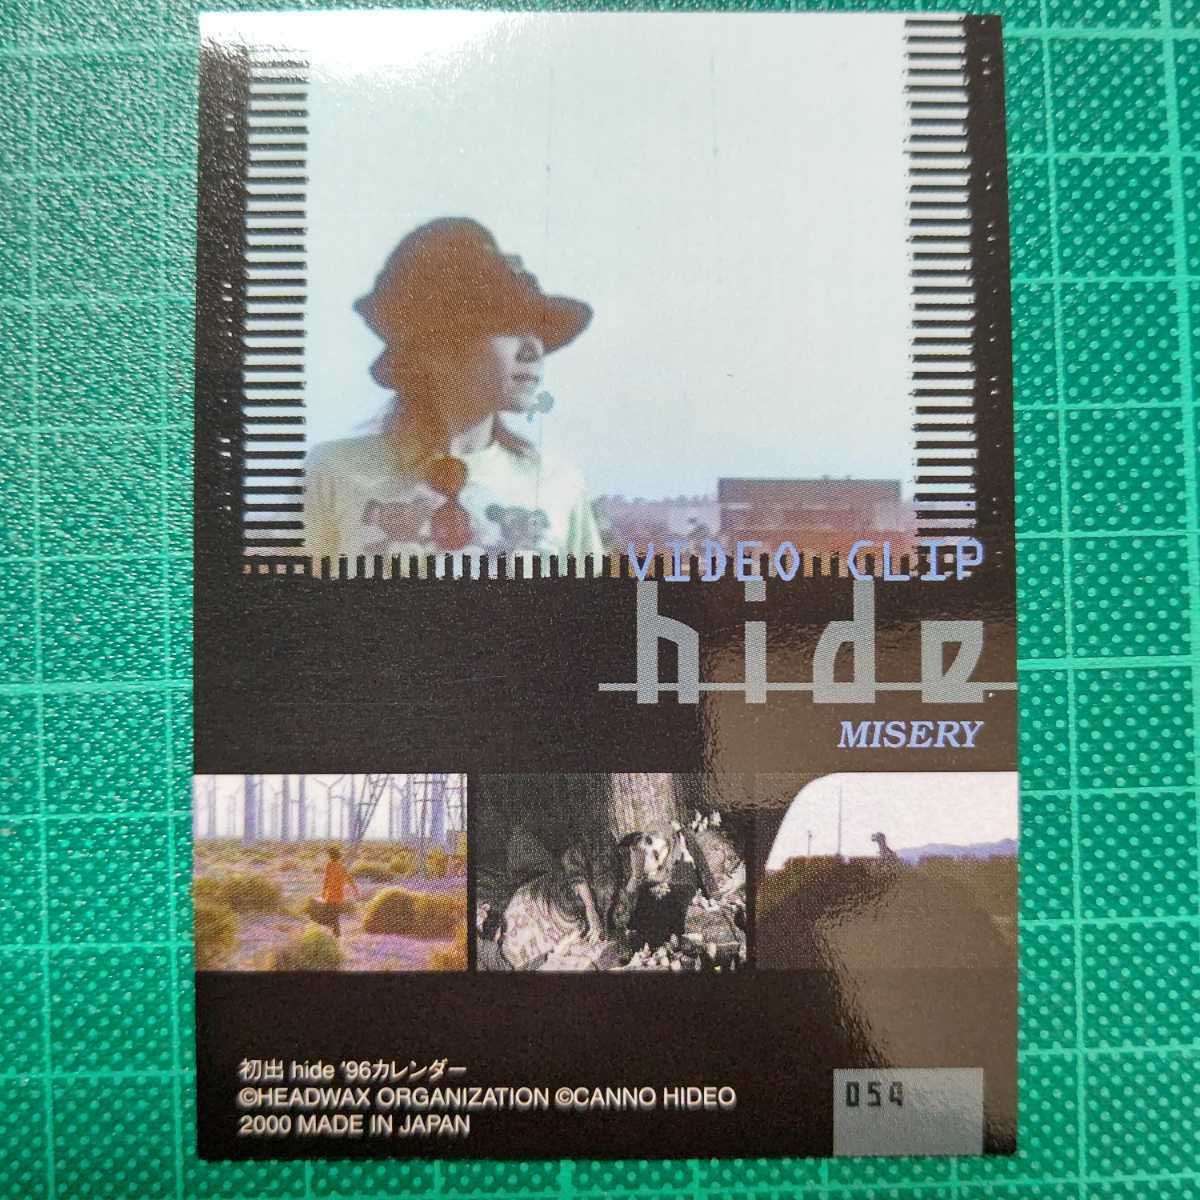 VIDEO CLIP
hide
MISERY
初出 hide '96カレンダー
©HEADWAX ORGANIZATION ©CANNO HIDEO
2000 MADE IN JAPAN
054